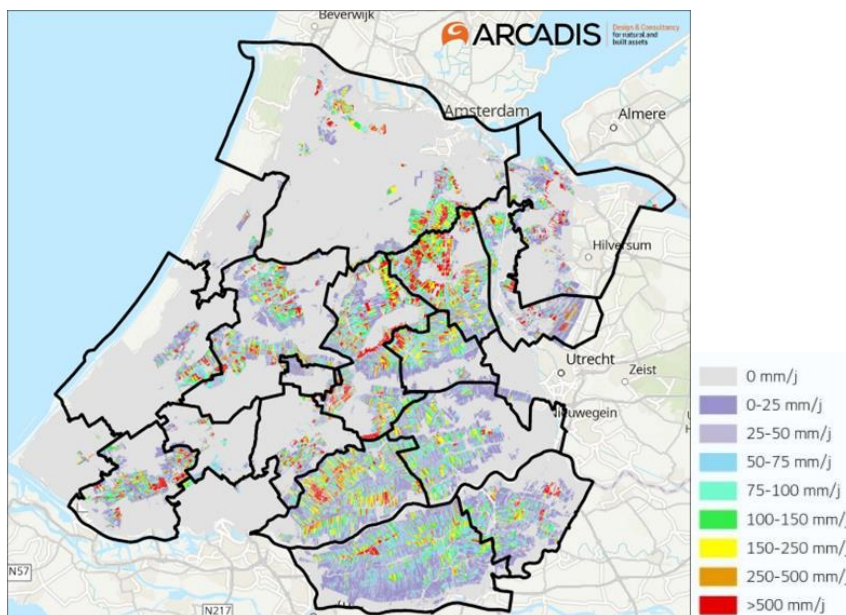 Beverwijk
ARCADIS
Design & Consultancy
for natural and
built assets
Amsterdam
Almere
Hilversum
Utrecht
Zeist
ieuwegein
N57
N217
0 mm/j
0-25 mm/j
25-50 mm/j
50-75 mm/j
75-100 mm/j
100-150 mm/j
150-250 mm/j
250-500 mm/j
>500 mm/j